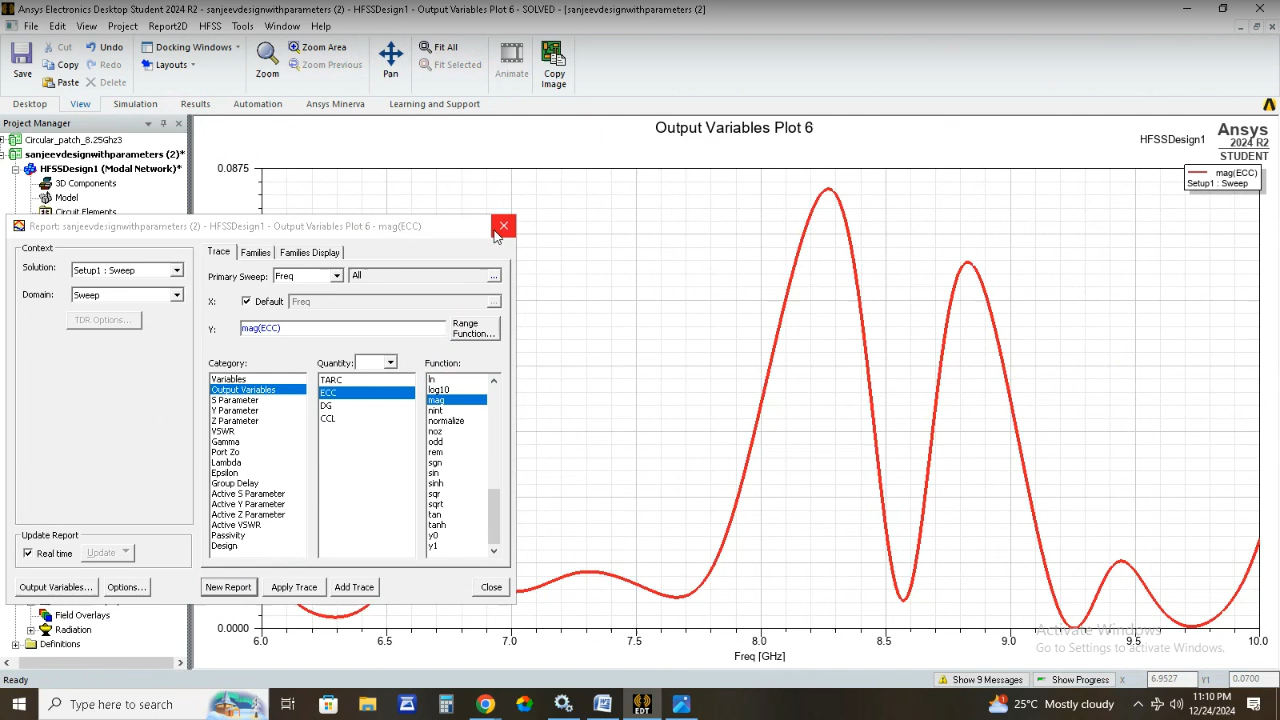 Ansys Electronics Desktop Student 2024 R2 - sanjeevdesignwithparameters (2) - HFSSDesign1 - Output Variables Plot 6 - SOLVED - [sanjeevdesignwithparameters (2)]
File Edit View Project Report2D HFSS Tools Window Help
Save
Cut
Copy
Paste
Undo
Redo
Delete
Docking Windows
Layouts
Zoom
Zoom Area
Zoom Previous
Pan
Fit All
Fit Selected
Animate
Copy
Image
Desktop View Simulation Results Automation Ansys Minerva Learning and Support
Project Manager
Circular_patch_8.25Ghz3
sanjeevdesignwithparameters (2)*
HFSSDesign1 (Modal Network)*
3D Components
Model
Circuit Elements
Field Overlays
Radiation
Definitions
Output Variables Plot 6
HFSSDesign1
Ansys
2024 R2
STUDENT
mag(ECC)
Setup1 : Sweep
0.0875
0.0000
6.0 6.5 7.0 7.5 8.0 8.5 9.0 9.5 10.0
Freq [GHz]
Activate Windows
Go to Settings to activate Windows.
Report: sanjeevdesignwithparameters (2) - HFSSDesign1 - Output Variables Plot 6 - mag(ECC)
Context
Solution: Setup1 : Sweep
Domain: Sweep
TDR Options...
Update Report
Real time Update
Output Variables... Options...
Trace Families Families Display
Primary Sweep: Freq All ...
X: Default Freq ...
Y: mag(ECC) Range
Function...
Category: Quantity: Function:
Variables
Output Variables
S Parameter
Y Parameter
Z Parameter
VSWR
Gamma
Port Zo
Lambda
Epsilon
Group Delay
Active S Parameter
Active Y Parameter
Active Z Parameter
Active VSWR
Passivity
Design
TARC
ECC
DG
CCL
ln
log10
mag
nint
normalize
noz
odd
rem
sgn
sin
sinh
sqr
sqrt
tan
tanh
y0
y1
New Report Apply Trace Add Trace Close
Ready
Show 9 Messages Show Progress X 6.9527 Y1 0.0700
Type here to search
EDT
25°C Mostly cloudy
11:10 PM
12/24/2024